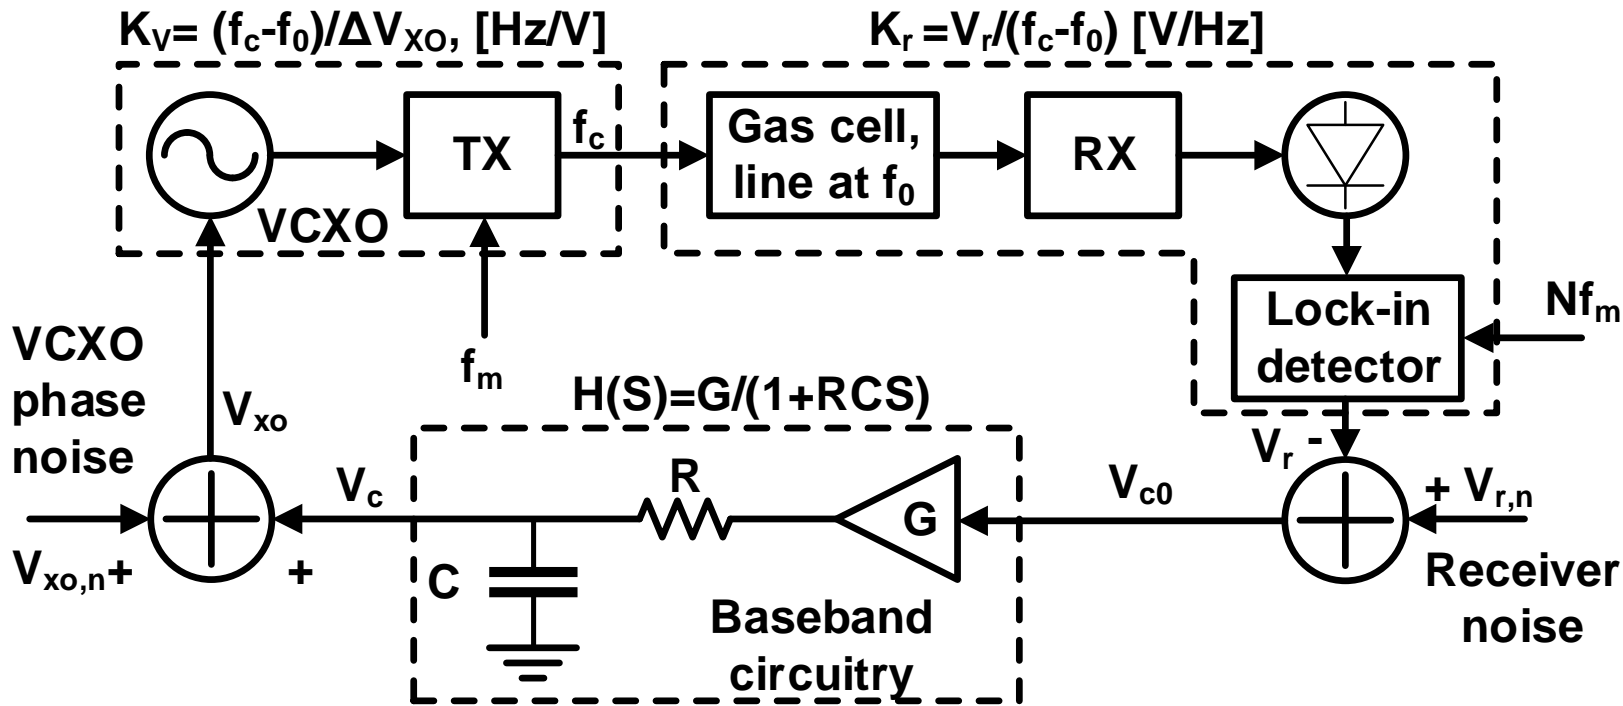 K_V= (f_c-f_0)/ΔV_XO, [Hz/V]
K_r =V_r/(f_c-f_0) [V/Hz]
TX
f_c
Gas cell,
line at f_0
RX
VCXO
Lock-in
detector
Nf_m
VCXO
phase
noise
f_m
V_xo
H(S)=G/(1+RCS)
V_r -
V_c
R
G
V_c0
+ V_r,n
V_xo,n+
+
C
Baseband
circuitry
Receiver
noise